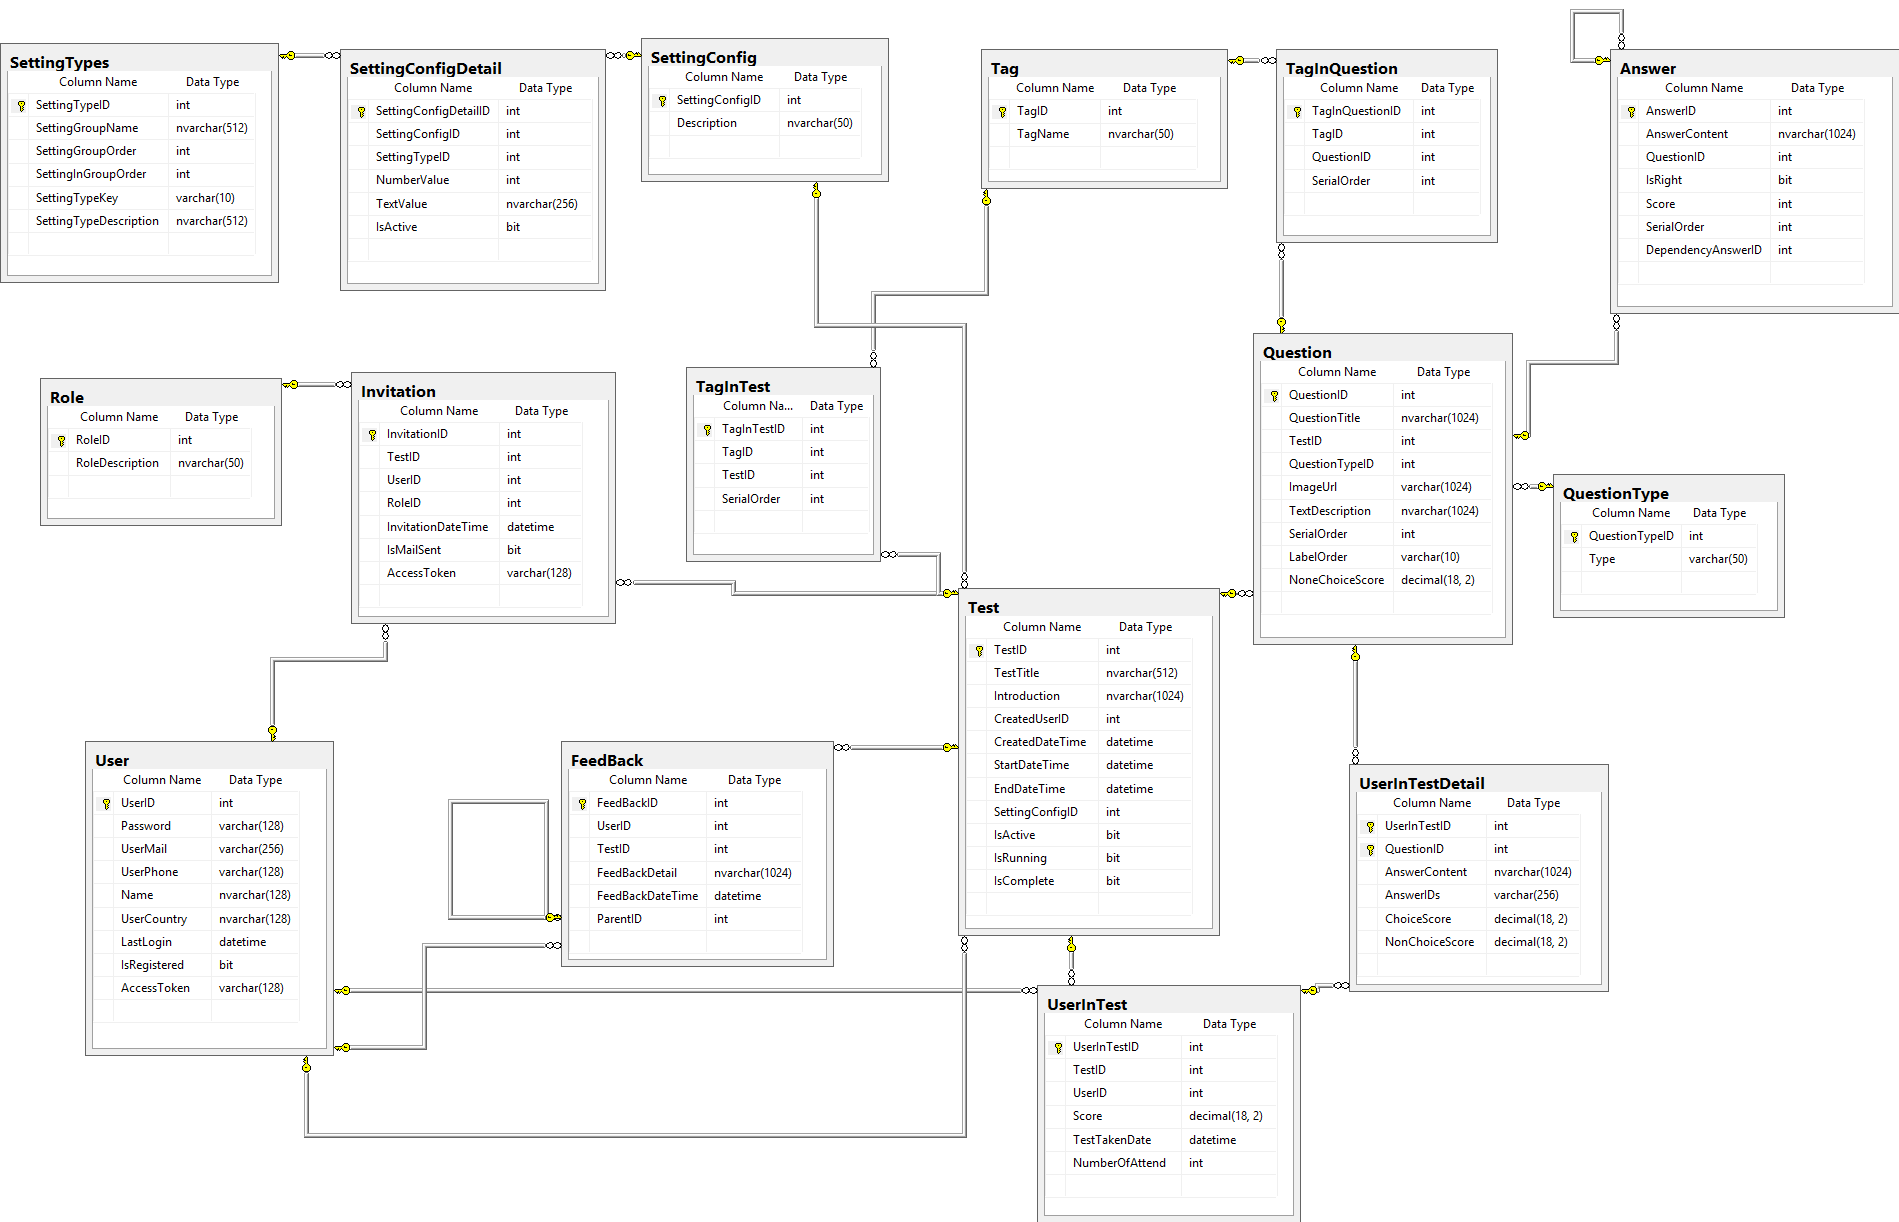 SettingTypes
Column Name Data Type
SettingTypeID int
SettingGroupName nvarchar(512)
SettingGroupOrder int
SettingInGroupOrder int
SettingTypeKey varchar(10)
SettingTypeDescription nvarchar(512)
SettingConfigDetail
Column Name Data Type
SettingConfigDetailID int
SettingConfigID int
SettingTypeID int
NumberValue int
TextValue nvarchar(256)
IsActive bit
SettingConfig
Column Name Data Type
SettingConfigID int
Description nvarchar(50)
Tag
Column Name Data Type
TagID int
TagName nvarchar(50)
TagInQuestion
Column Name Data Type
TagInQuestionID int
TagID int
QuestionID int
SerialOrder int
Answer
Column Name Data Type
AnswerID int
AnswerContent nvarchar(1024)
QuestionID int
IsRight bit
Score int
SerialOrder int
DependencyAnswerID int
Role
Column Name Data Type
RoleID int
RoleDescription nvarchar(50)
Invitation
Column Name Data Type
InvitationID int
TestID int
UserID int
RoleID int
InvitationDateTime datetime
IsMailSent bit
AccessToken varchar(128)
TagInTest
Column Na... Data Type
TagInTestID int
TagID int
TestID int
SerialOrder int
Question
Column Name Data Type
QuestionID int
QuestionTitle nvarchar(1024)
TestID int
QuestionTypeID int
ImageUrl varchar(1024)
TextDescription nvarchar(1024)
SerialOrder int
LabelOrder varchar(10)
NoneChoiceScore decimal(18, 2)
QuestionType
Column Name Data Type
QuestionTypeID int
Type varchar(50)
Test
Column Name Data Type
TestID int
TestTitle nvarchar(512)
Introduction nvarchar(1024)
CreatedUserID int
CreatedDateTime datetime
StartDateTime datetime
EndDateTime datetime
SettingConfigID int
IsActive bit
IsRunning bit
IsComplete bit
User
Column Name Data Type
UserID int
Password varchar(128)
UserMail varchar(256)
UserPhone varchar(128)
Name nvarchar(128)
UserCountry nvarchar(128)
LastLogin datetime
IsRegistered bit
AccessToken varchar(128)
FeedBack
Column Name Data Type
FeedBackID int
UserID int
TestID int
FeedBackDetail nvarchar(1024)
FeedBackDateTime datetime
ParentID int
UserInTestDetail
Column Name Data Type
UserInTestID int
QuestionID int
AnswerContent nvarchar(1024)
AnswerIDs varchar(256)
ChoiceScore decimal(18, 2)
NonChoiceScore decimal(18, 2)
UserInTest
Column Name Data Type
UserInTestID int
TestID int
UserID int
Score decimal(18, 2)
TestTakenDate datetime
NumberOfAttend int